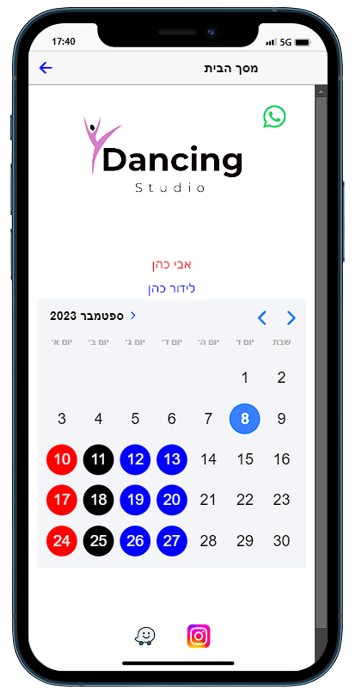 17:40 5G
מסך הבית
Dancing
Studio
אבי כהן
לידור כהן
ספטמבר 2023
יום א׳ יום ב׳ יום ג׳ יום ד׳ יום ה׳ יום ו׳ שבת
1 2
3 4 5 6 7 8 9
10 11 12 13 14 15 16
17 18 19 20 21 22 23
24 25 26 27 28 29 30